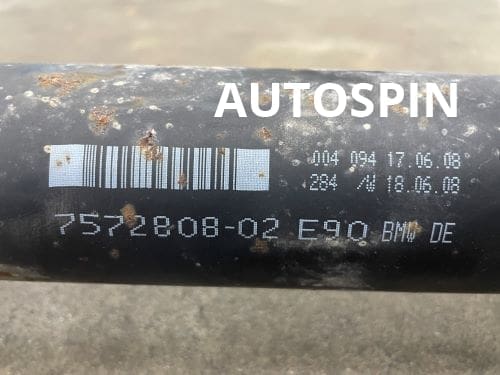 AUTOSPIN
004 094 17.06.08
284 /W 18.06.08
7572808-02 E90 BMW DE